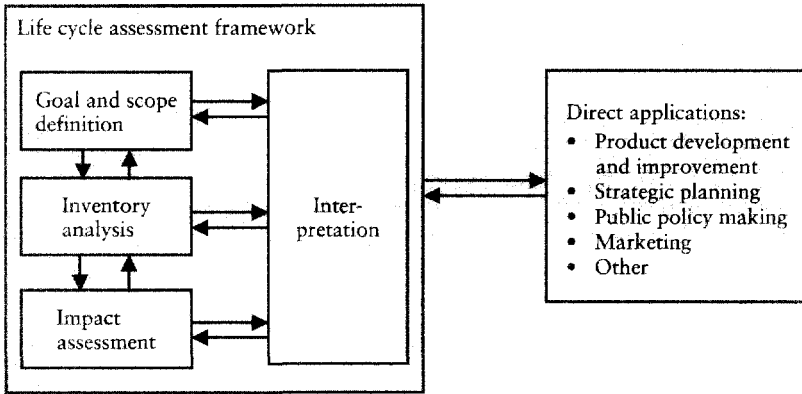 Life cycle assessment framework
Goal and scope
definition
Inventory
analysis
Impact
assessment
Inter-
pretation
Direct applications:
• Product development
and improvement
• Strategic planning
• Public policy making
• Marketing
• Other